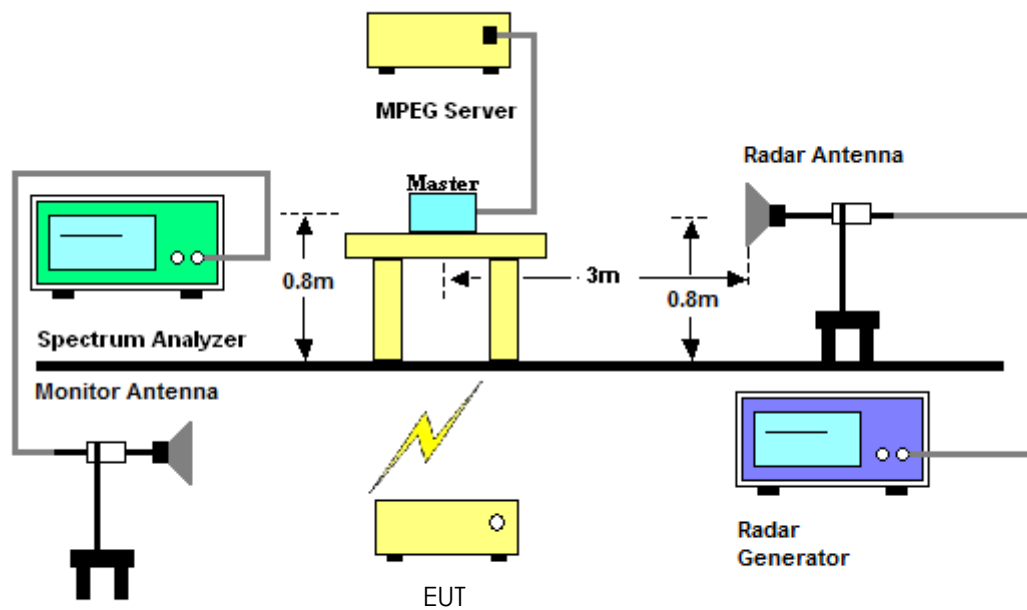 MPEG Server
Radar Antenna
Master
0.8m
3m
0.8m
Spectrum Analyzer
Monitor Antenna
Radar
Generator
EUT